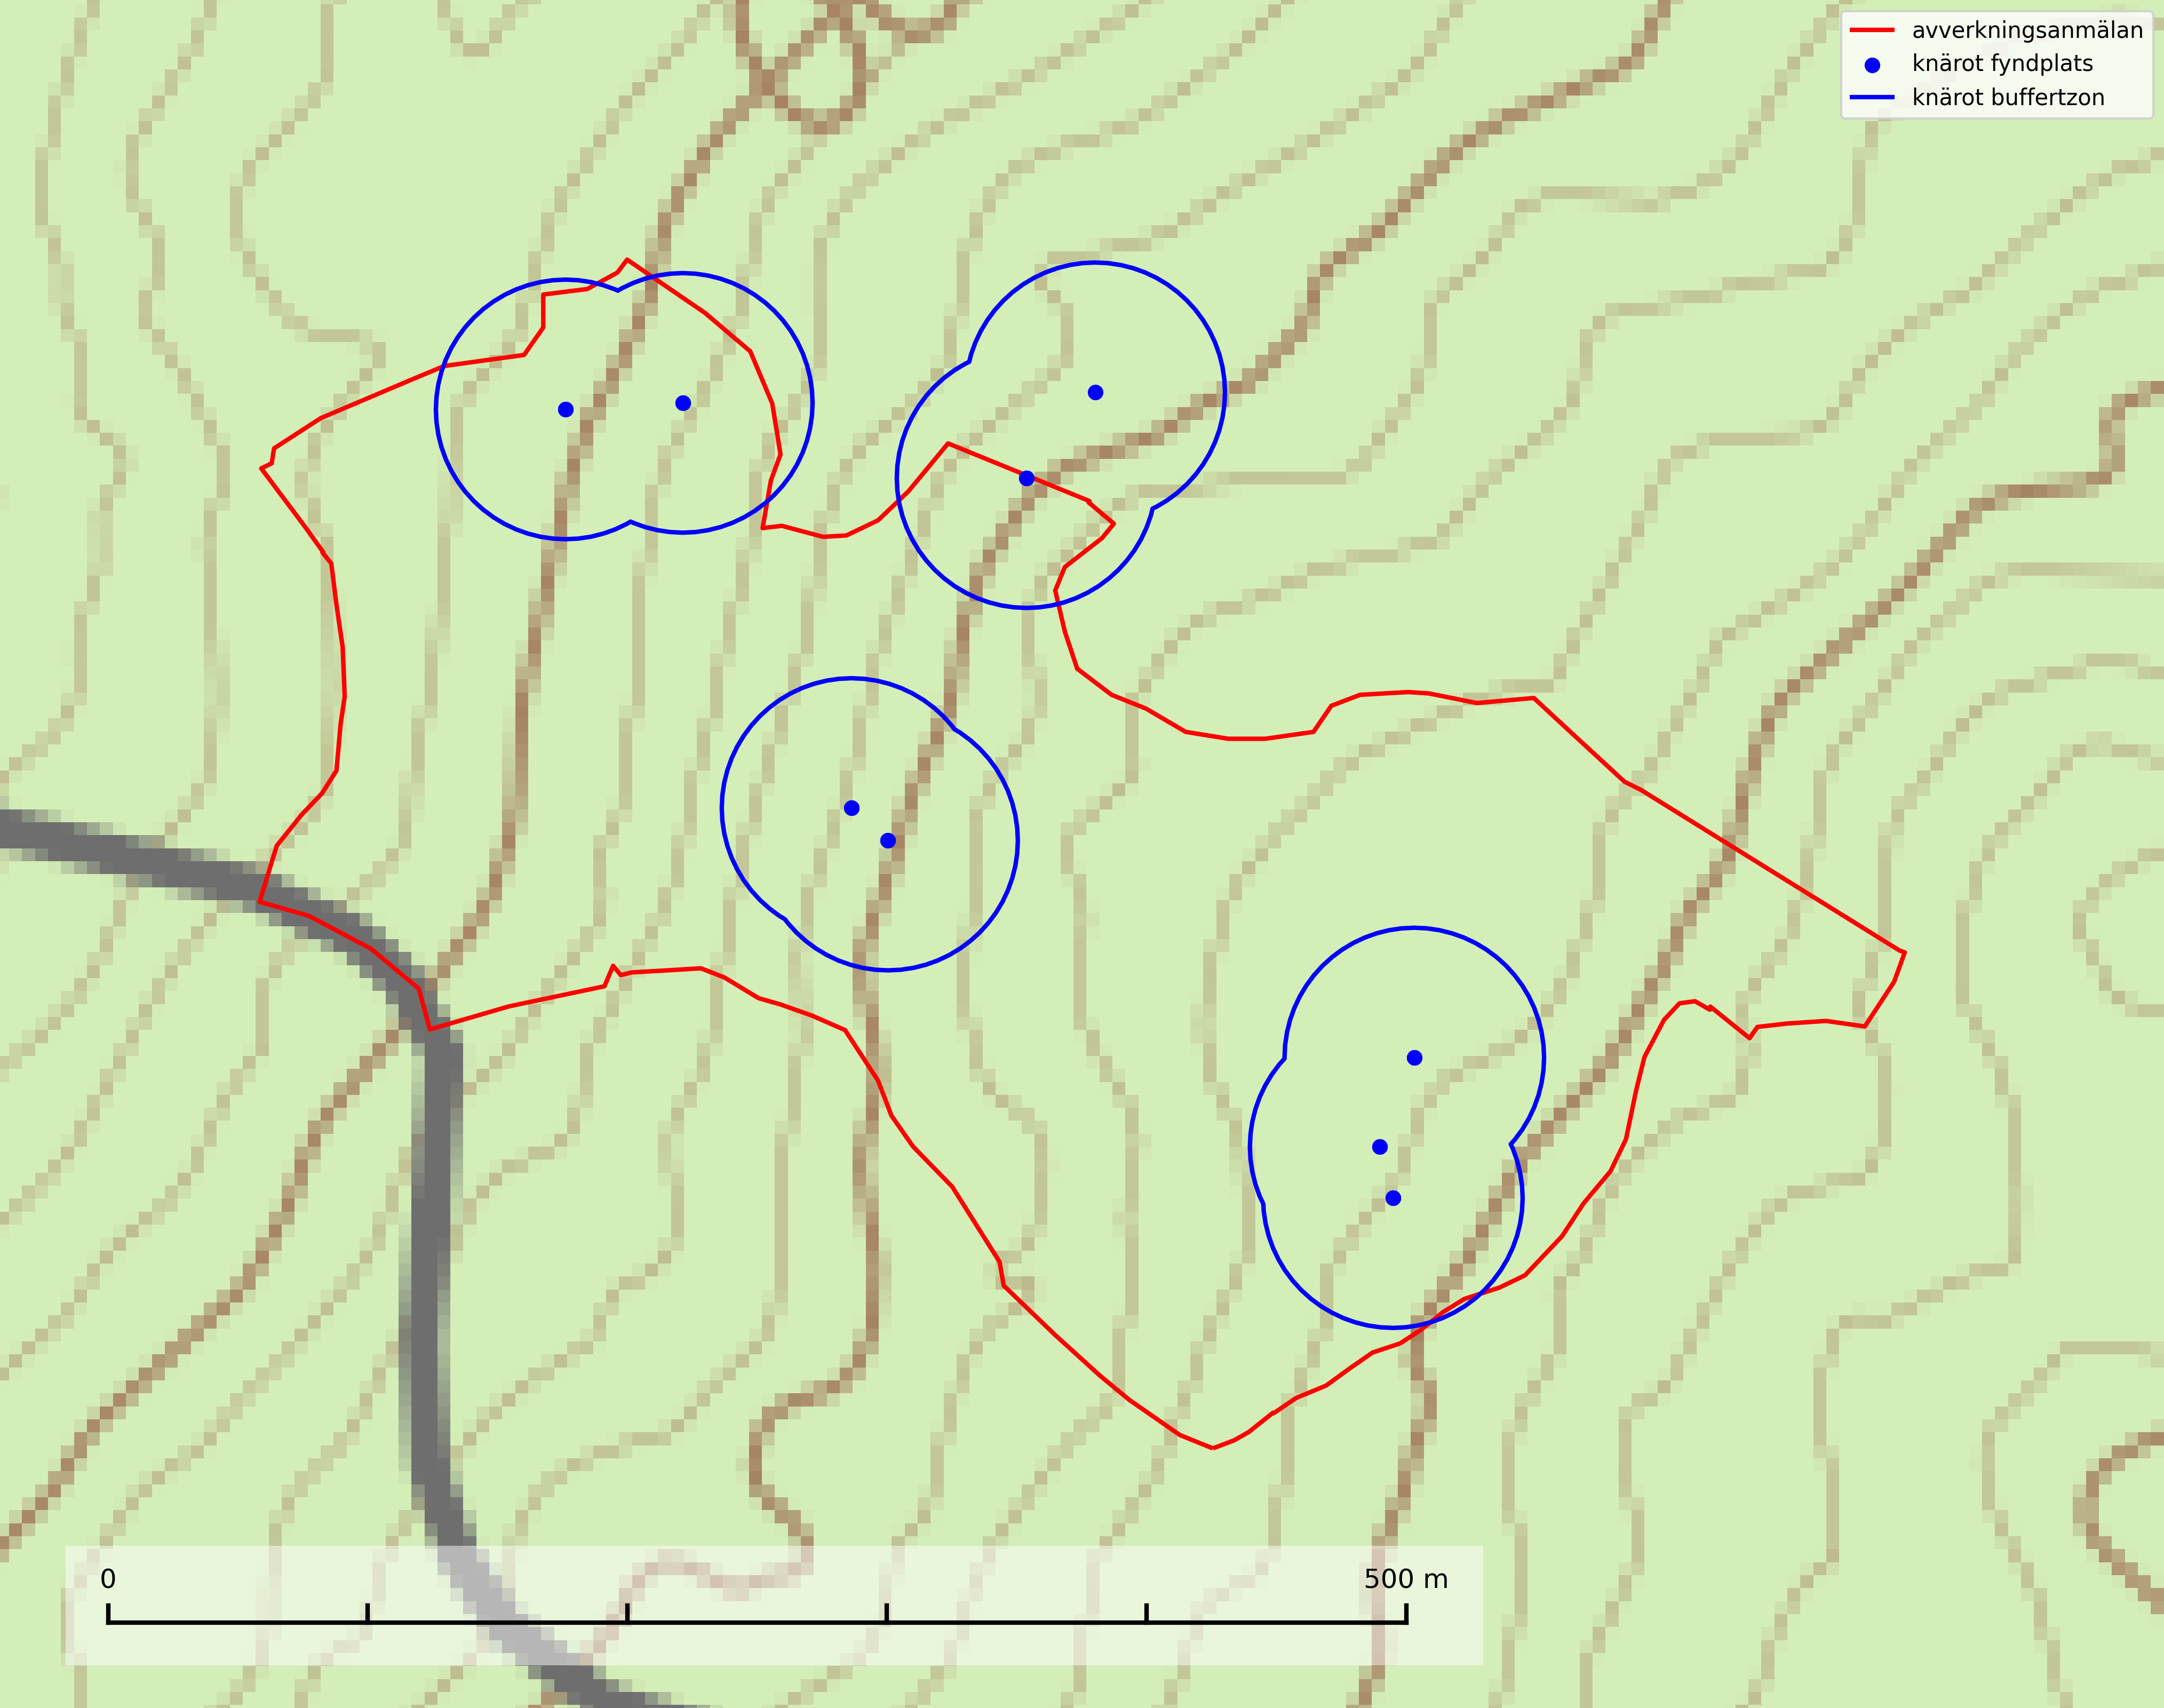 avverkningsanmälan
knärot fyndplats
knärot buffertzon
0 500 m